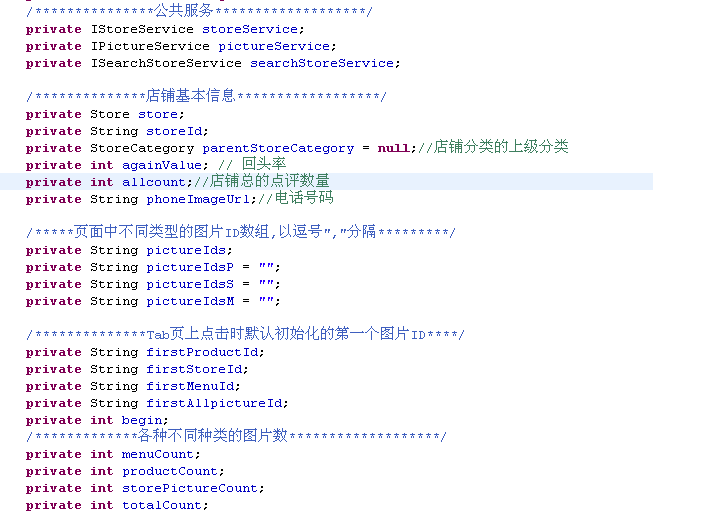 /***************公共服务*******************/
private IStoreService storeService;
private IPictureService pictureService;
private ISearchStoreService searchStoreService;
/**************店铺基本信息******************/
private Store store;
private String storeId;
private StoreCategory parentStoreCategory = null;//店铺分类的上级分类
private int againValue; // 回头率
private int allcount;//店铺总的点评数量
private String phoneImageUrl;//电话号码
/*****页面中不同类型的图片ID数组,以逗号","分隔*********/
private String pictureIds;
private String pictureIdsP = "";
private String pictureIdsS = "";
private String pictureIdsM = "";
/**************Tab页上点击时默认初始化的第一个图片ID****/
private String firstProductId;
private String firstStoreId;
private String firstMenuId;
private String firstAllpictureId;
private int begin;
/*************各种不同种类的图片数*******************/
private int menuCount;
private int productCount;
private int storePictureCount;
private int totalCount;